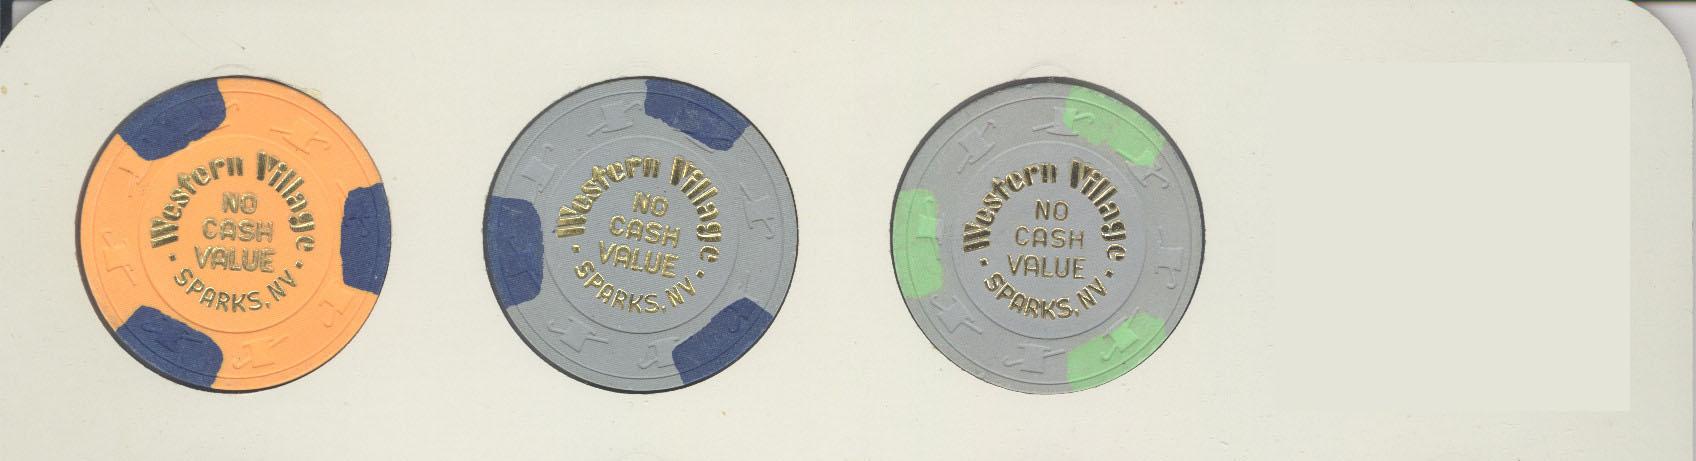 Western Village
NO
CASH
VALUE
· SPARKS, NV ·
Western Village
NO
CASH
VALUE
· SPARKS, NV ·
Western Village
NO
CASH
VALUE
· SPARKS, NV ·